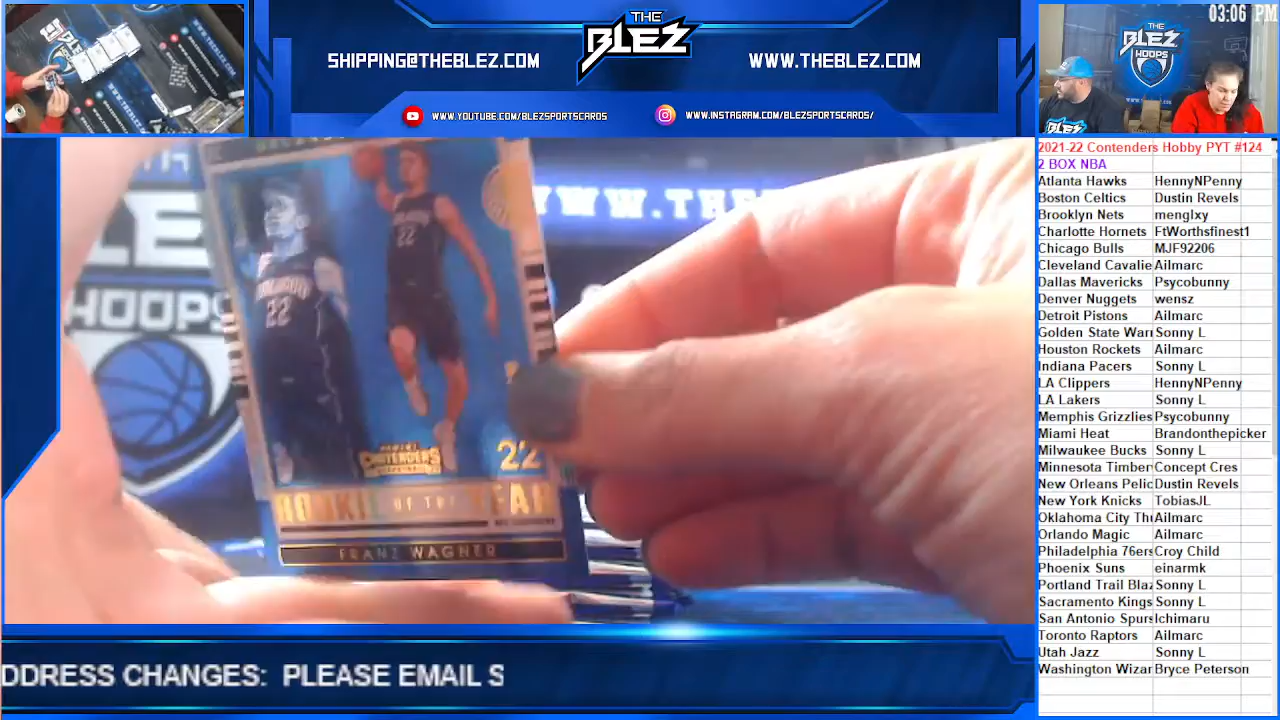 03:06 PM
THE
BLEZ
SHIPPING@THEBLEZ.COM
WWW.THEBLEZ.COM
WWW.YOUTUBE.COM/BLEZSPORTSCARDS
WWW.INSTAGRAM.COM/BLEZSPORTSCARDS/
THE
BLEZ
HOOPS
2021-22 Contenders Hobby PYT #124
2 BOX NBA
Atlanta Hawks HennyNPenny
Boston Celtics Dustin Revels
Brooklyn Nets menglxy
Charlotte Hornets FtWorthsfinest1
Chicago Bulls MJF92206
Cleveland Cavalie Ailmarc
Dallas Mavericks Psycobunny
Denver Nuggets wensz
Detroit Pistons Ailmarc
Golden State Warr Sonny L
Houston Rockets Ailmarc
Indiana Pacers Sonny L
LA Clippers HennyNPenny
LA Lakers Sonny L
Memphis Grizzlies Psycobunny
Miami Heat Brandonthepicker
Milwaukee Bucks Sonny L
Minnesota Timber Concept Cres
New Orleans Pelic Dustin Revels
New York Knicks TobiasJL
Oklahoma City Thu Ailmarc
Orlando Magic Ailmarc
Philadelphia 76ers Croy Child
Phoenix Suns einarmk
Portland Trail Blaz Sonny L
Sacramento Kings Sonny L
San Antonio Spurs Ichimaru
Toronto Raptors Ailmarc
Utah Jazz Sonny L
Washington Wizar Bryce Peterson
HOOPS
WWW.THE
22
22
PANINI
CONTENDERS
22
ROOKIE OF THE YEAR
FRANZ WAGNER
DDRESS CHANGES: PLEASE EMAIL S